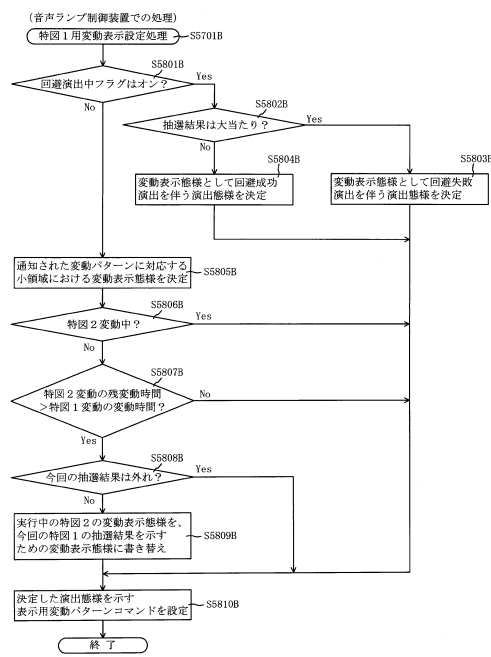 （音声ランプ制御装置での処理）
特図１用変動表示設定処理
S5701B
S5801B
回避演出中フラグはオン？
Yes
No
S5802B
抽選結果は大当たり？
Yes
No
S5804B
変動表示態様として回避成功
演出を伴う演出態様を決定
S5803B
変動表示態様として回避失敗
演出を伴う演出態様を決定
通知された変動パターンに対応する
小領域における変動表示態様を決定
S5805B
S5806B
特図２変動中？
Yes
No
S5807B
特図２変動の残変動時間
＞特図１変動の変動時間？
No
Yes
S5808B
今回の抽選結果は外れ？
Yes
No
実行中の特図２の変動表示態様を、
今回の特図１の抽選結果を示す
ための変動表示態様に書き替え
S5809B
決定した演出態様を示す
表示用変動パターンコマンドを設定
S5810B
終了